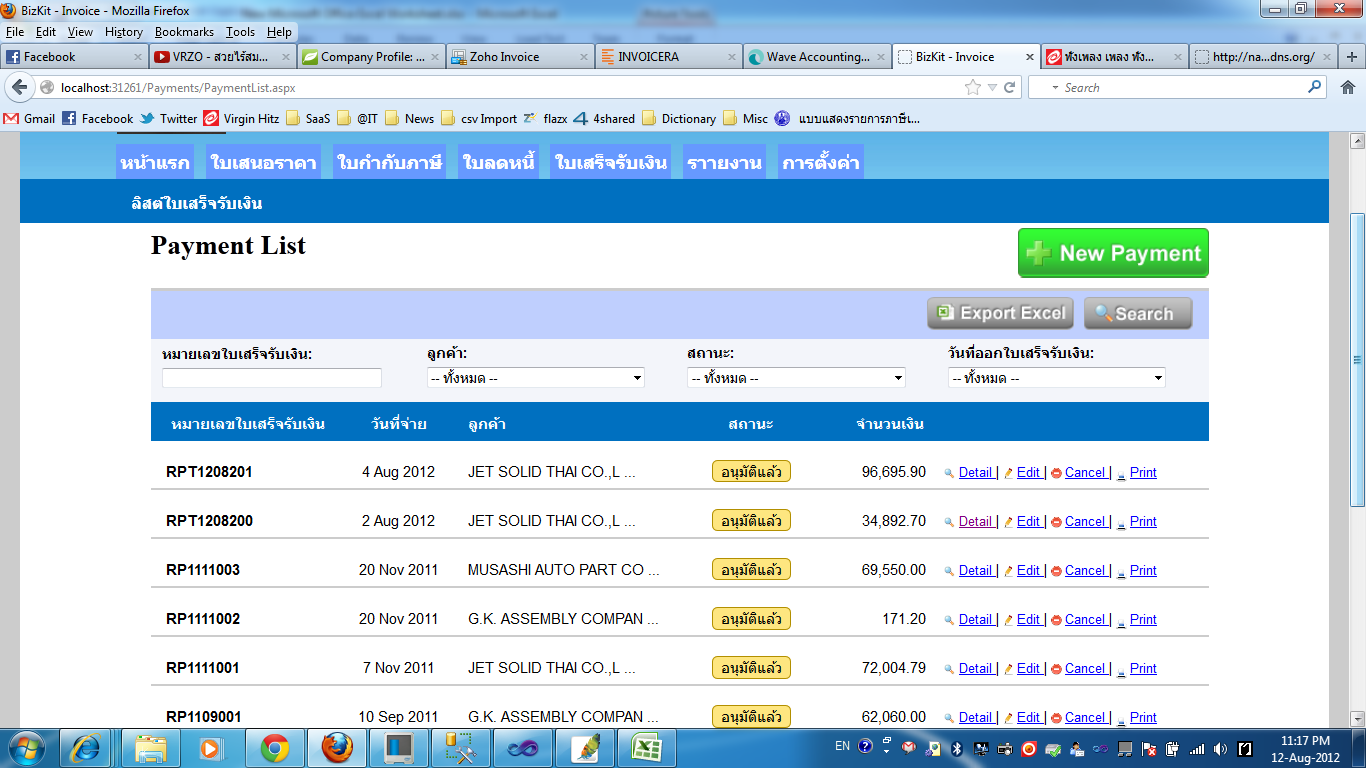 BizKit - Invoice - Mozilla Firefox
File Edit View History Bookmarks Tools Help
Facebook VRZO - สวยไร้สม... Company Profile: ... Zoho Invoice INVOICERA Wave Accounting... BizKit - Invoice ฟังเพลง เพลง ฟัง... http://na...dns.org/
localhost:31261/Payments/PaymentList.aspx Search
Gmail Facebook Twitter Virgin Hitz SaaS @IT News csv Import flazx 4shared Dictionary Misc แบบแสดงรายการภาษีเ...
หน้าแรก ใบเสนอราคา ใบกำกับภาษี ใบลดหนี้ ใบเสร็จรับเงิน ราายงาน การตั้งค่า
ลิสต์ใบเสร็จรับเงิน
Payment List New Payment
Export Excel Search
หมายเลขใบเสร็จรับเงิน: ลูกค้า: สถานะ: วันที่ออกใบเสร็จรับเงิน:
-- ทั้งหมด -- -- ทั้งหมด -- -- ทั้งหมด --
หมายเลขใบเสร็จรับเงิน วันที่จ่าย ลูกค้า สถานะ จำนวนเงิน
RPT1208201 4 Aug 2012 JET SOLID THAI CO.,L ... อนุมัติแล้ว 96,695.90 Detail | Edit | Cancel | Print
RPT1208200 2 Aug 2012 JET SOLID THAI CO.,L ... อนุมัติแล้ว 34,892.70 Detail | Edit | Cancel | Print
RP1111003 20 Nov 2011 MUSASHI AUTO PART CO ... อนุมัติแล้ว 69,550.00 Detail | Edit | Cancel | Print
RP1111002 20 Nov 2011 G.K. ASSEMBLY COMPAN ... อนุมัติแล้ว 171.20 Detail | Edit | Cancel | Print
RP1111001 7 Nov 2011 JET SOLID THAI CO.,L ... อนุมัติแล้ว 72,004.79 Detail | Edit | Cancel | Print
RP1109001 10 Sep 2011 G.K. ASSEMBLY COMPAN ... อนุมัติแล้ว 62,060.00 Detail | Edit | Cancel | Print
EN 11:17 PM
12-Aug-2012